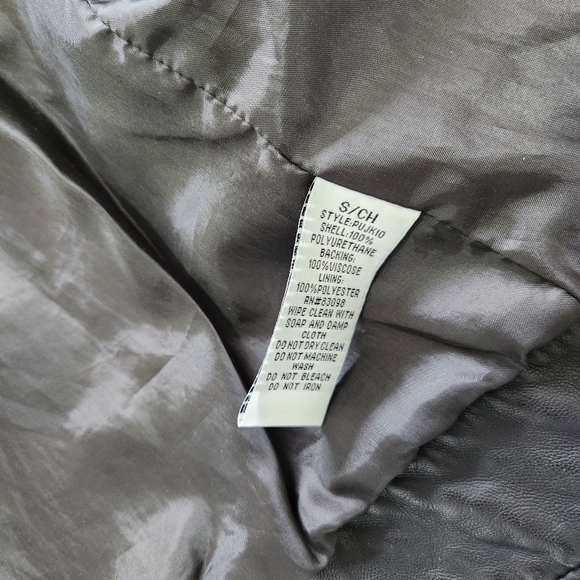 S/CH
STYLE:PUJK10
SHELL:100%
POLYURETHANE
BACKING:
100%VISCOSE
LINING:
100%POLYESTER
RN#83098
WIPE CLEAN WITH
SOAP AND DAMP
CLOTH
DO NOT DRY CLEAN
DO NOT MACHINE
WASH
DO NOT BLEACH
DO NOT IRON